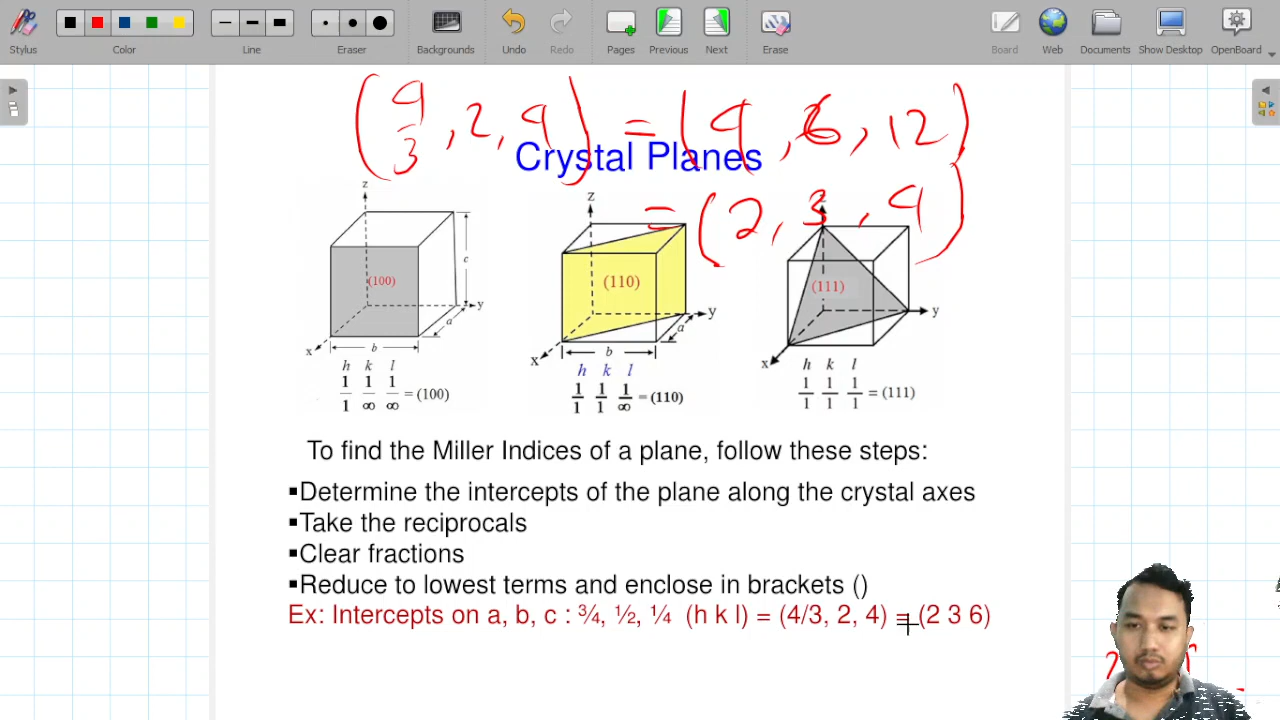 Stylus Color Line Eraser Backgrounds Undo Redo Pages Previous Next Erase Board Web Documents Show Desktop OpenBoard
(4/3, 2, 4) = (4, 6, 12)
Crystal Planes
= (2, 3, 4)
z
c
(100)
y
a
x
b
h k l
1/1 1/∞ 1/∞ = (100)
z
(110)
y
a
x
b
h k l
1/1 1/1 1/∞ = (110)
z
(111)
y
x
h k l
1/1 1/1 1/1 = (111)
To find the Miller Indices of a plane, follow these steps:
▪Determine the intercepts of the plane along the crystal axes
▪Take the reciprocals
▪Clear fractions
▪Reduce to lowest terms and enclose in brackets ()
Ex: Intercepts on a, b, c : ¾, ½, ¼ (h k l) = (4/3, 2, 4) = (2 3 6)